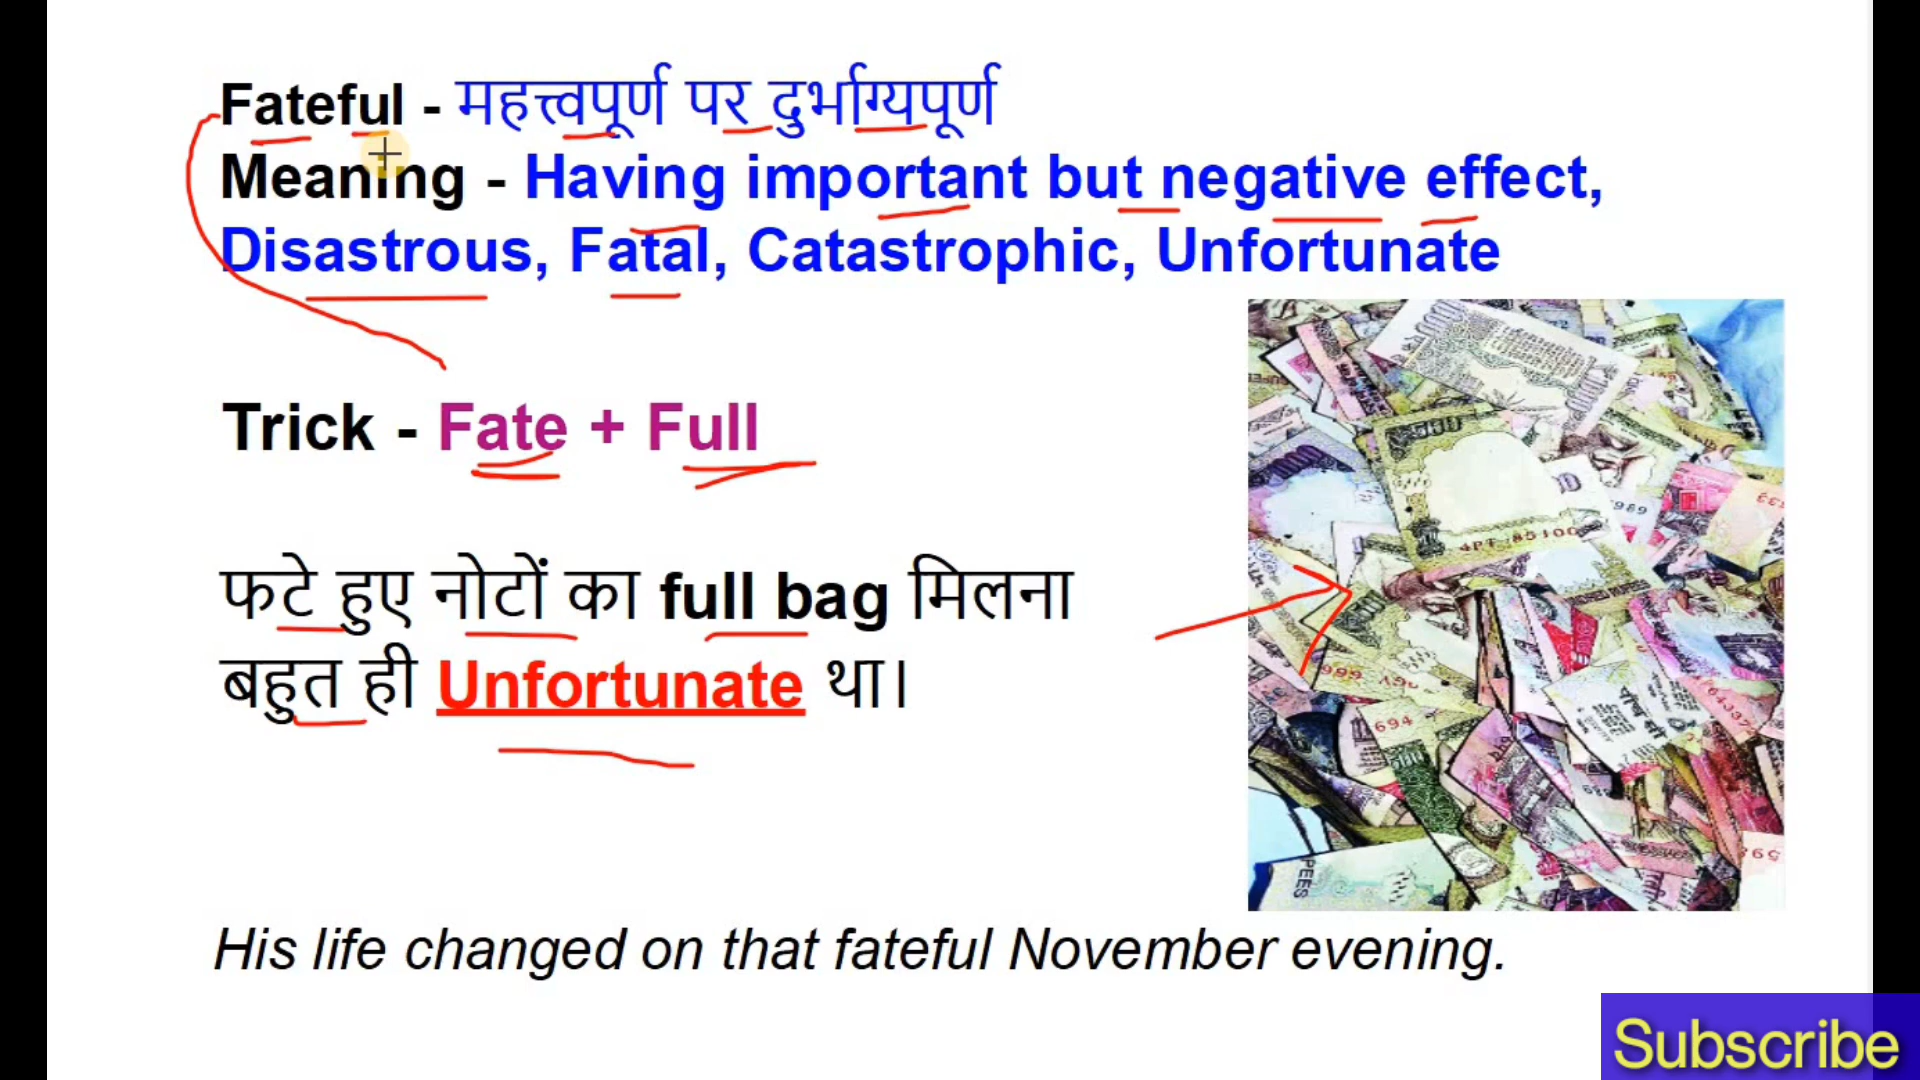 Fateful - महत्त्वपूर्ण पर दुर्भाग्यपूर्ण
Meaning - Having important but negative effect,
Disastrous, Fatal, Catastrophic, Unfortunate
Trick - Fate + Full
फटे हुए नोटों का full bag मिलना
बहुत ही Unfortunate था।
His life changed on that fateful November evening.
Subscribe